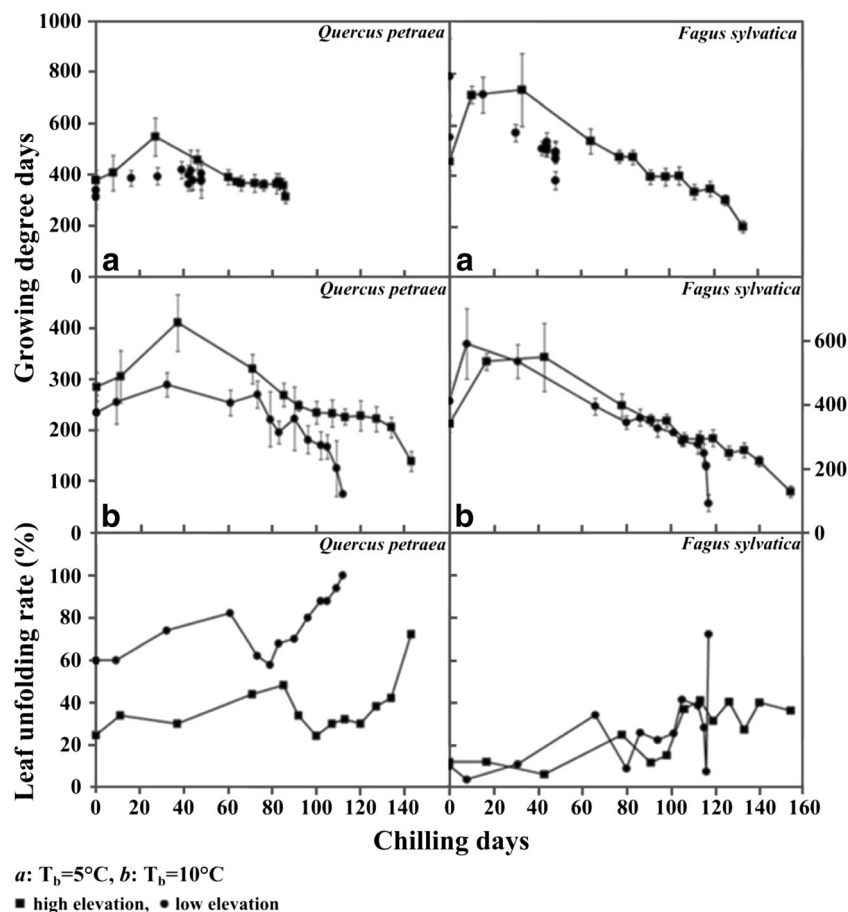 Growing degree days
Leaf unfolding rate (%)
1000
800
600
400
200
0
Quercus petraea
a
Fagus sylvatica
a
400
300
200
100
0
Quercus petraea
b
Fagus sylvatica
b
600
400
200
0
100
80
60
40
20
0
Quercus petraea
Fagus sylvatica
0 20 40 60 80 100 120 140 0 20 40 60 80 100 120 140 160
Chilling days
a: Tb=5°C, b: Tb=10°C
■ high elevation, ● low elevation